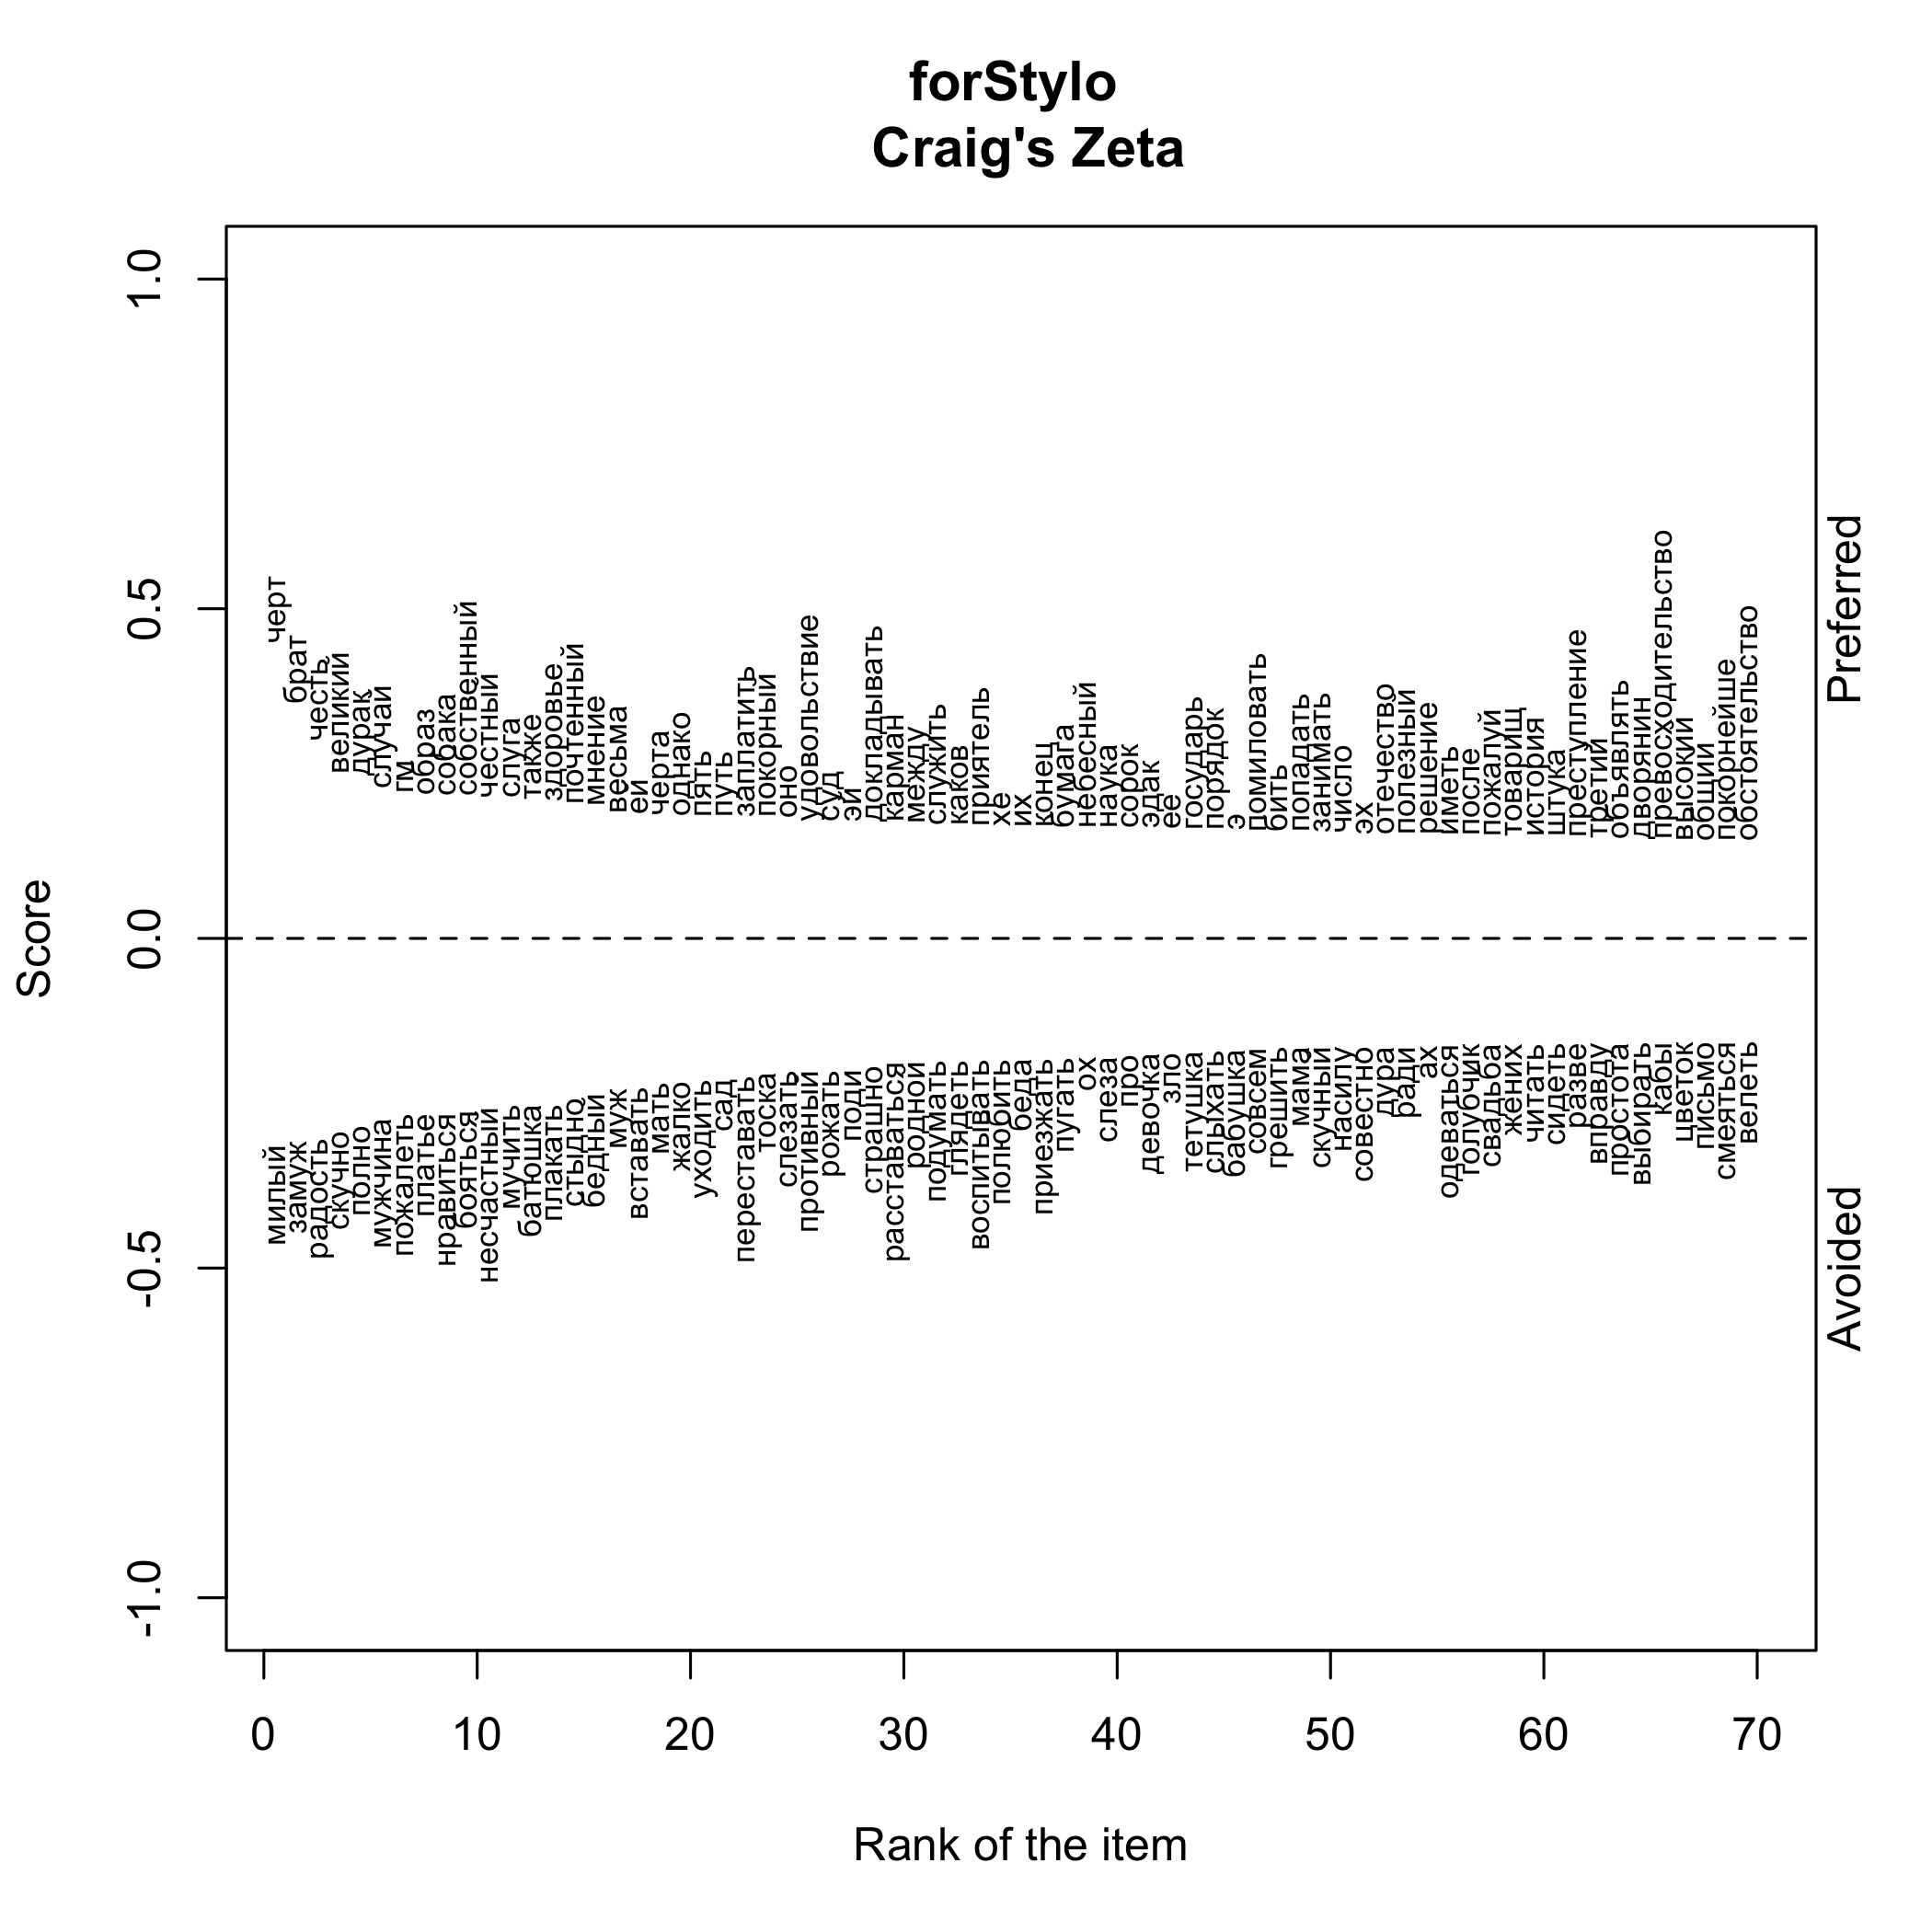 forStylo
Craig's Zeta
1.0
0.5
0.0
-0.5
-1.0
Score
Preferred
Avoided
черт
брат
честь
великий
дурак
случай
гм
образ
собака
собственный
честный
слуга
также
здоровье
почтенный
мнение
весьма
ей
черта
однако
пять
путь
заплатить
покорный
оно
удовольствие
суд
эй
докладывать
карман
между
служить
каков
приятель
хе
их
конец
бумага
небесный
наука
сорок
эдак
ее
государь
порядок
э
помиловать
бить
попадать
занимать
число
эх
отечество
полезный
решение
иметь
после
пожалуй
товарищ
история
штука
преступление
третий
объявлять
дворянин
превосходительство
высокий
общий
покорнейше
обстоятельство
милый
замуж
радость
скучно
полно
мужчина
пожалеть
платье
нравиться
бояться
несчастный
мучить
батюшка
плакать
стыдно
бедный
муж
вставать
мать
жалко
уходить
сад
переставать
тоска
слезать
противный
рожать
поди
страшно
расставаться
родной
подумать
глядеть
воспитывать
полюбить
беда
приезжать
пугать
ох
слеза
про
девочка
зло
тетушка
слыхать
бабушка
совсем
грешить
мама
скучный
насилу
совестно
дура
ради
ах
одеваться
голубчик
свадьба
жених
читать
сидеть
разве
вправду
простота
выбирать
кабы
цветок
письмо
смеяться
велеть
0 10 20 30 40 50 60 70
Rank of the item